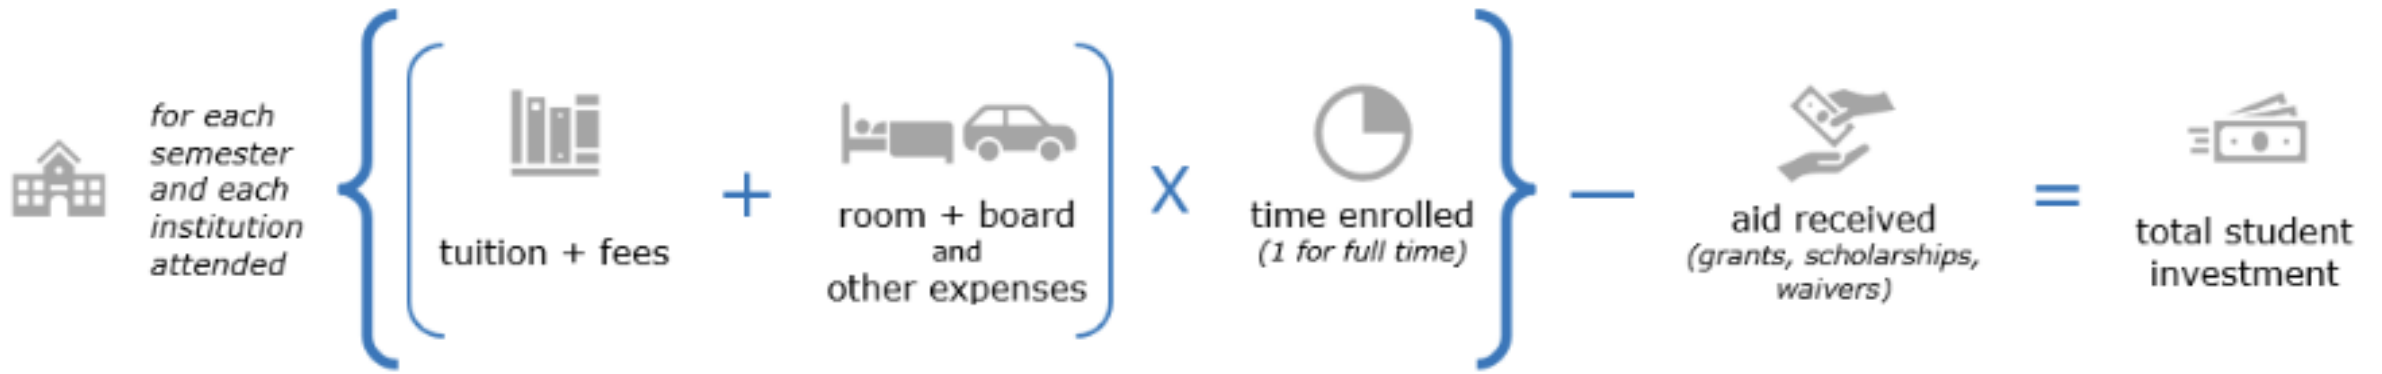 for each
semester
and each
institution
attended
{
(
tuition + fees
+
room + board
and
other expenses
)
X
time enrolled
(1 for full time)
}
—
aid received
(grants, scholarships,
waivers)
=
total student
investment